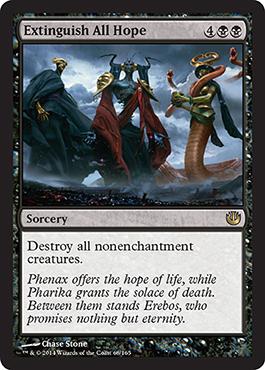 Extinguish All Hope 4
Sorcery
Destroy all nonenchantment
creatures.
Phenax offers the hope of life, while
Pharika grants the solace of death.
Between them stands Erebos, who
promises nothing but eternity.
Chase Stone
™ & © 2014 Wizards of the Coast 66/165